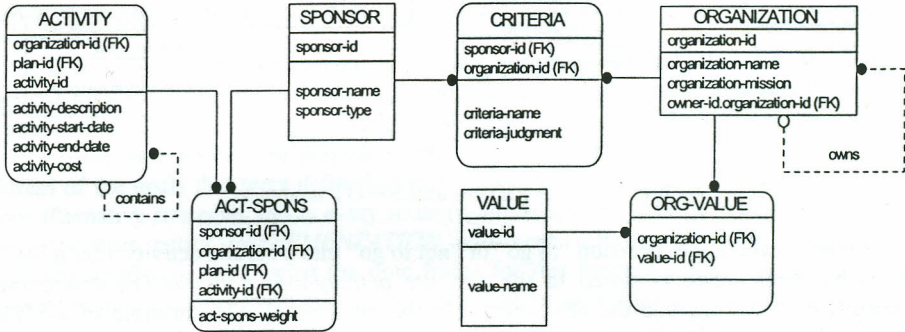 ACTIVITY
organization-id (FK)
plan-id (FK)
activity-id
activity-description
activity-start-date
activity-end-date
activity-cost
contains
SPONSOR
sponsor-id
sponsor-name
sponsor-type
CRITERIA
sponsor-id (FK)
organization-id (FK)
criteria-name
criteria-judgment
ORGANIZATION
organization-id
organization-name
organization-mission
owner-id.organization-id (FK)
owns
ACT-SPONS
sponsor-id (FK)
organization-id (FK)
plan-id (FK)
activity-id (FK)
act-spons-weight
VALUE
value-id
value-name
ORG-VALUE
organization-id (FK)
value-id (FK)